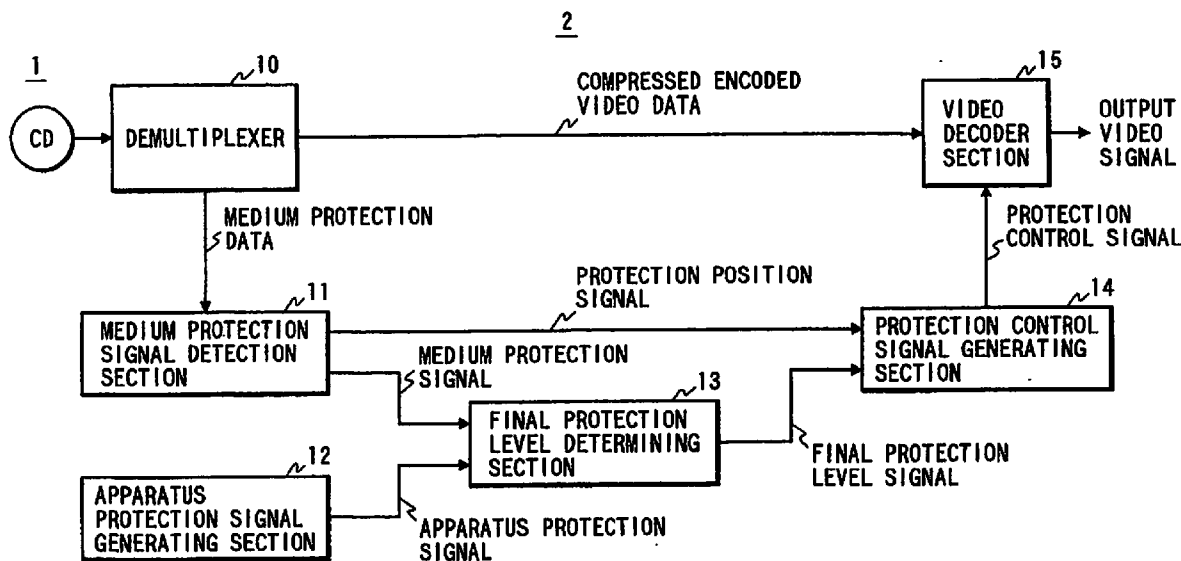 2
1
10
15
CD
DEMULTIPLEXER
COMPRESSED ENCODED
VIDEO DATA
VIDEO
DECODER
SECTION
OUTPUT
VIDEO
SIGNAL
MEDIUM PROTECTION
DATA
PROTECTION
CONTROL SIGNAL
11
MEDIUM PROTECTION
SIGNAL DETECTION
SECTION
PROTECTION POSITION
SIGNAL
14
PROTECTION CONTROL
SIGNAL GENERATING
SECTION
MEDIUM PROTECTION
SIGNAL
13
FINAL PROTECTION
LEVEL DETERMINING
SECTION
FINAL PROTECTION
LEVEL SIGNAL
12
APPARATUS
PROTECTION SIGNAL
GENERATING SECTION
APPARATUS PROTECTION
SIGNAL